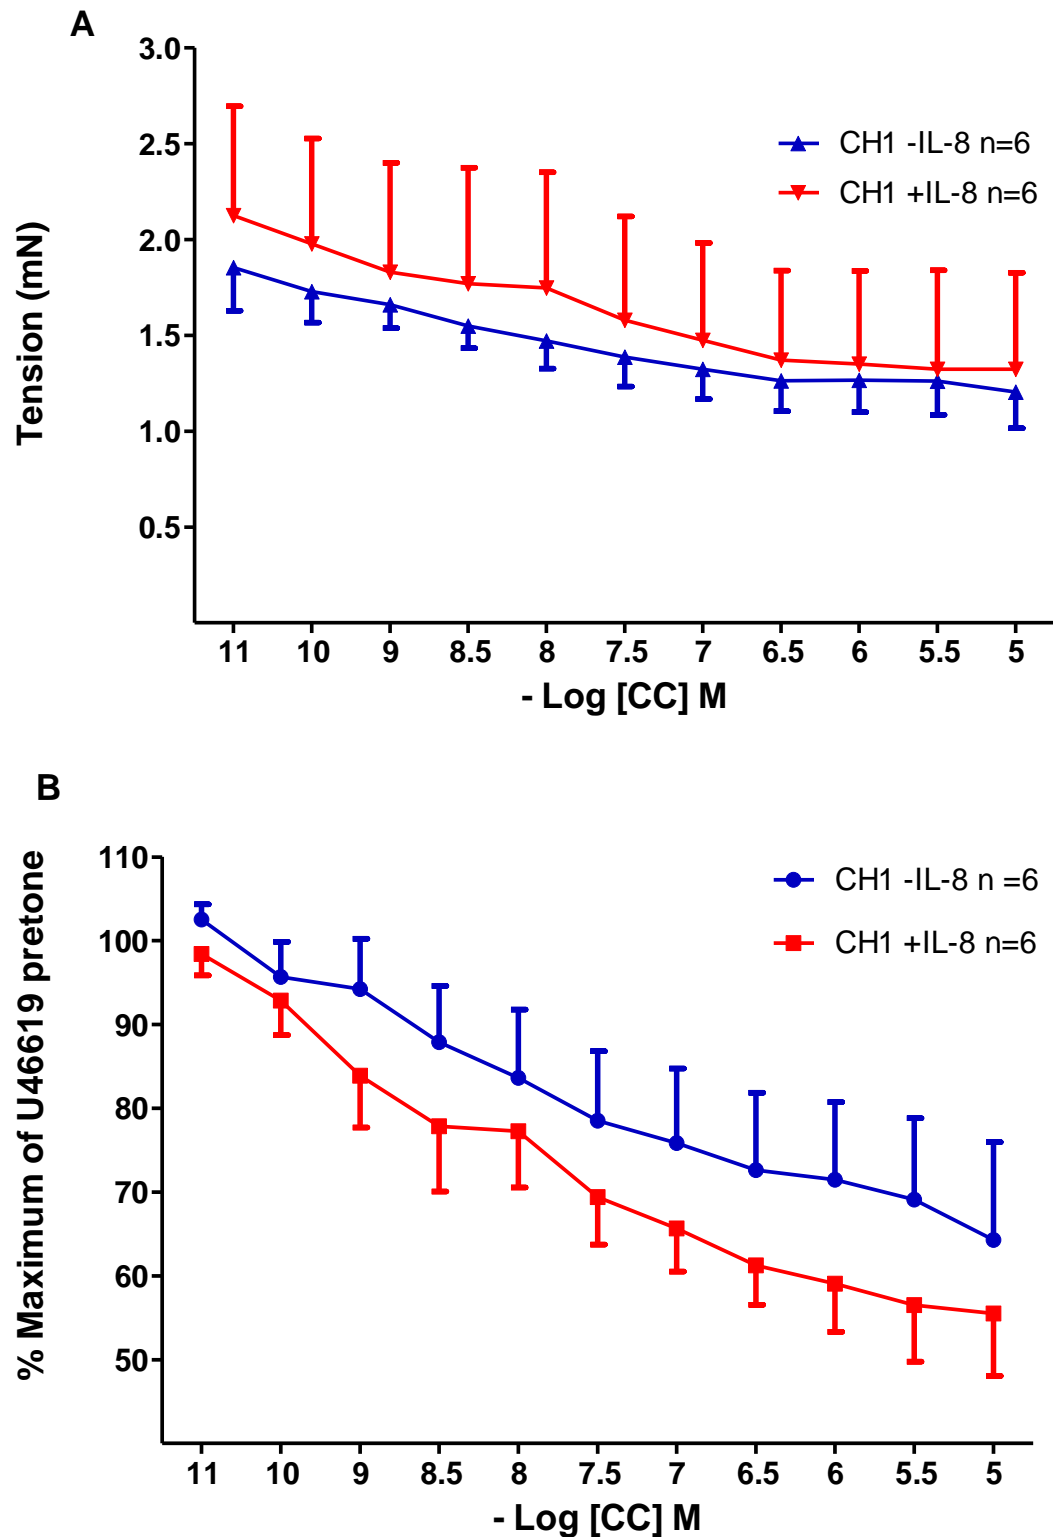 A
3.0
2.5
2.0
1.5
1.0
0.5
Tension (mN)
CH1 -IL-8 n=6
CH1 +IL-8 n=6
11 10 9 8.5 8 7.5 7 6.5 6 5.5 5
- Log [CC] M
B
110
100
90
80
70
60
50
% Maximum of U46619 pretone
CH1 -IL-8 n =6
CH1 +IL-8 n=6
11 10 9 8.5 8 7.5 7 6.5 6 5.5 5
- Log [CC] M